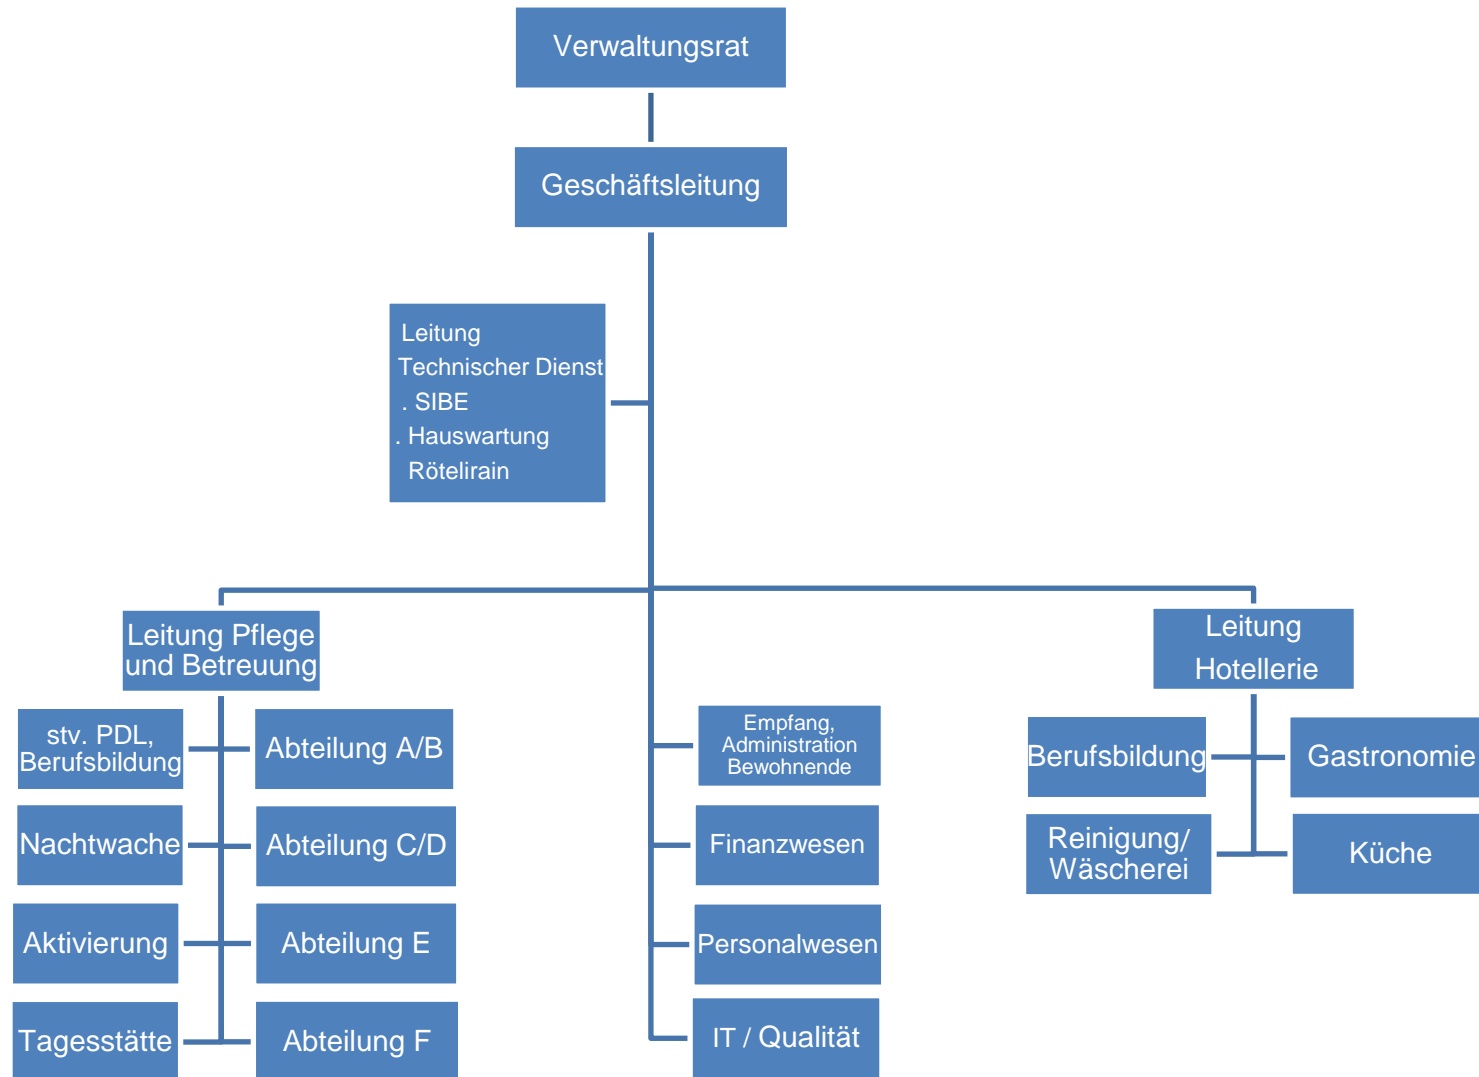 Verwaltungsrat
Geschäftsleitung
Leitung
Technischer Dienst
. SIBE
. Hauswartung
Rötelirain
Leitung Pflege
und Betreuung
stv. PDL,
Berufsbildung
Abteilung A/B
Nachtwache
Abteilung C/D
Aktivierung
Abteilung E
Tagesstätte
Abteilung F
Empfang,
Administration
Bewohnende
Finanzwesen
Personalwesen
IT / Qualität
Leitung
Hotellerie
Berufsbildung
Gastronomie
Reinigung/
Wäscherei
Küche